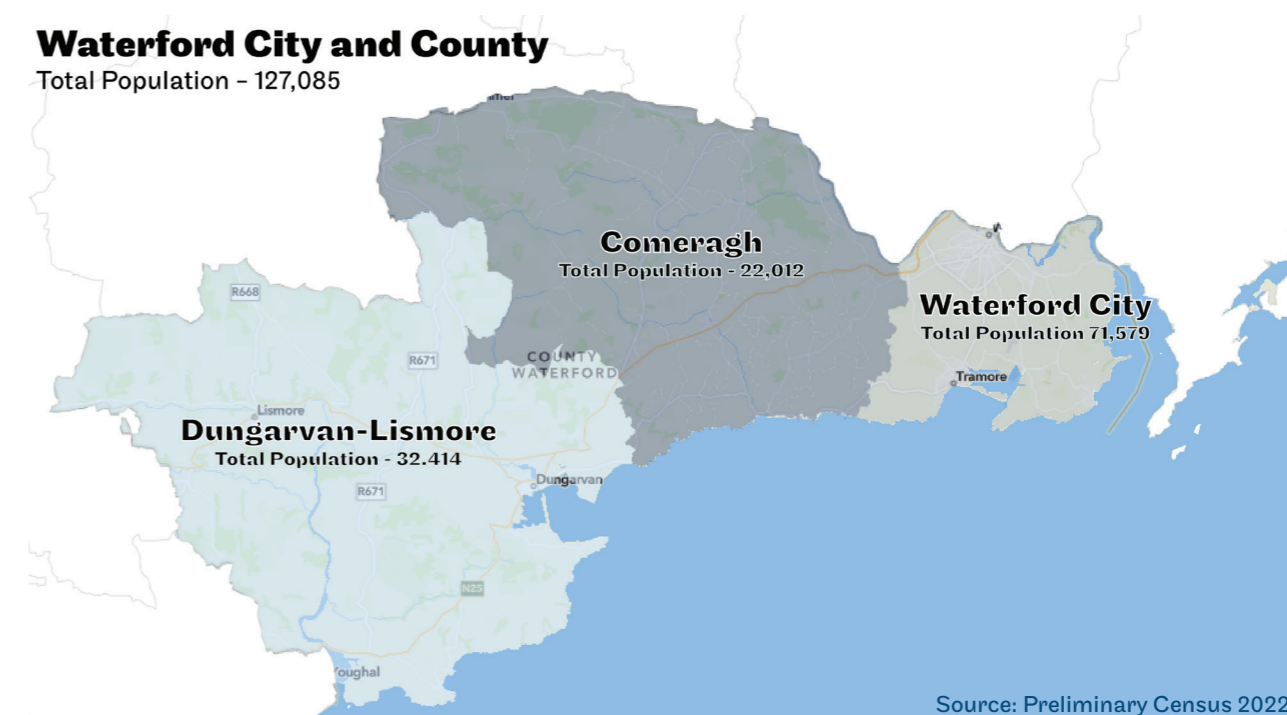 Waterford City and County
Total Population – 127,085
Comeragh
Total Population - 22,012
Waterford City
Total Population 71,579
R668
R671
COUNTY
WATERFORD
Tramore
Lismore
Dungarvan-Lismore
Total Population - 32.414
Dungarvan
R671
N25
Youghal
Source: Preliminary Census 2022